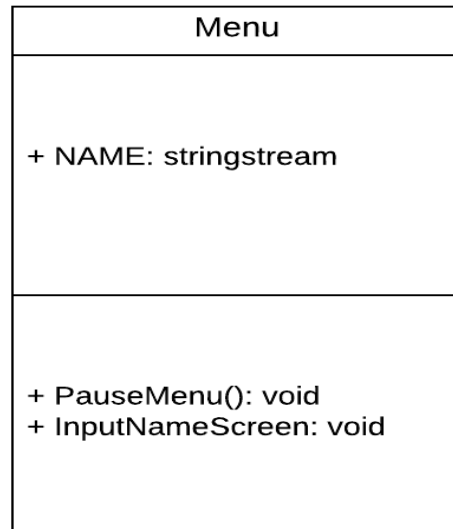 Menu
+ NAME: stringstream
+ PauseMenu(): void
+ InputNameScreen: void